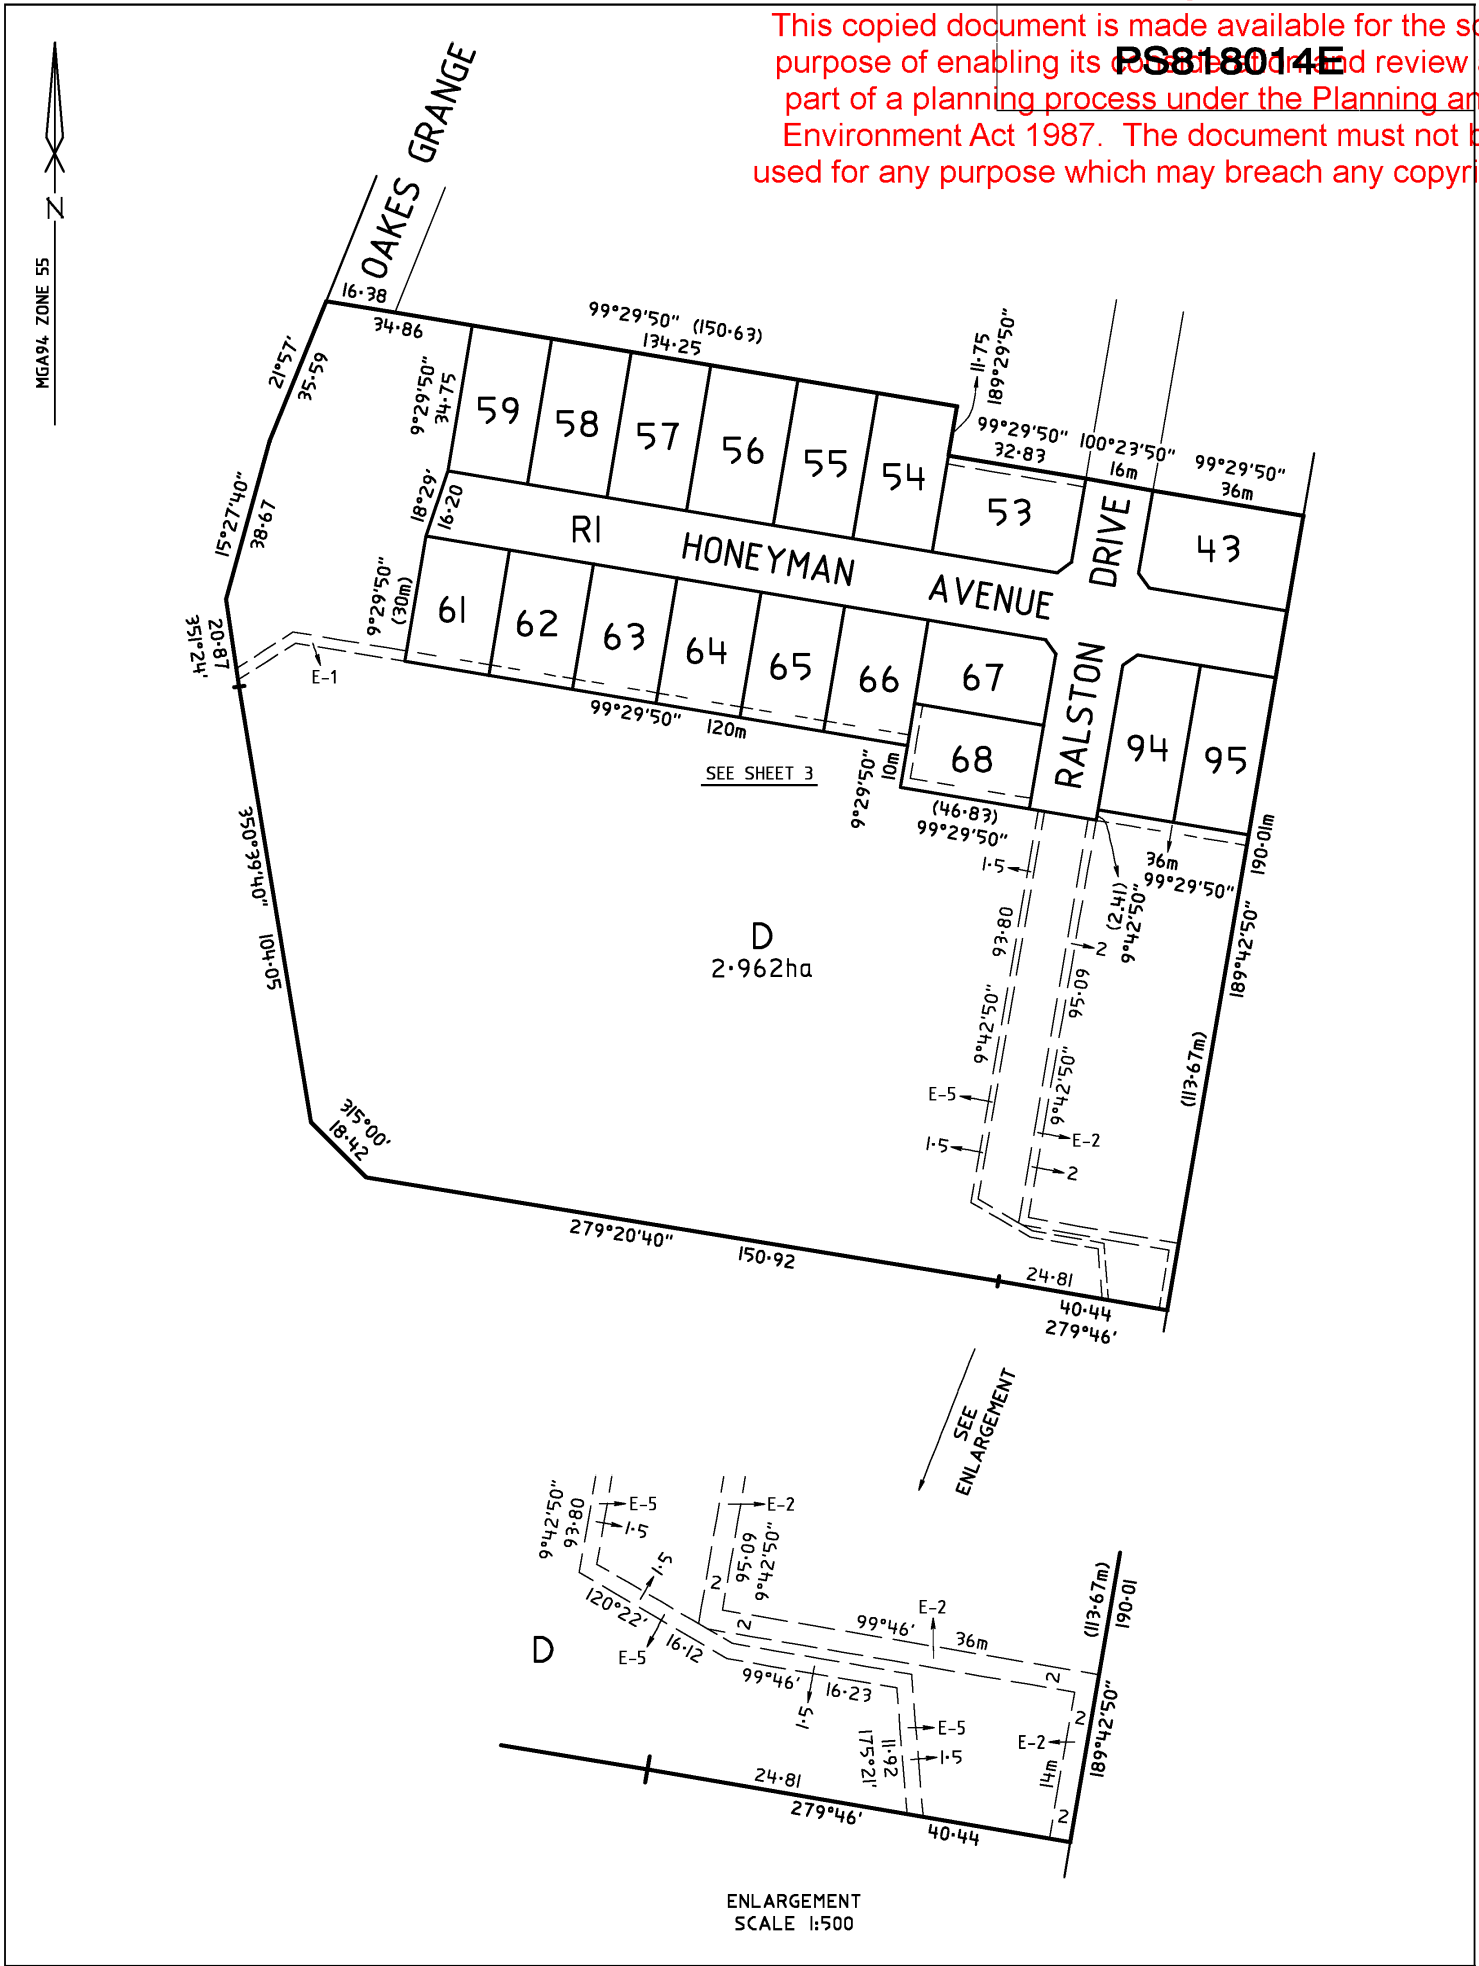 This copied document is made available for the
purpose of enabling its consideration and review
part of a planning process under the Planning
Environment Act 1987. The document must not
used for any purpose which may breach any
PS818014E
MGA94 ZONE 55
N
OAKES GRANGE
16·38
34·86
99°29'50" (150·63)
134·25
11·75
189°29'50"
99°29'50"
32·83
100°23'50"
16m
99°29'50"
36m
21°57'
35·59
9°29'50"
34·75
59
58
57
56
55
54
53
43
15°27'40"
38·67
18°29'
16·20
R1
HONEYMAN
AVENUE
DRIVE
RALSTON
9°29'50"
(30m)
61
62
63
64
65
66
67
68
94
95
20·87
351°24'
E-1
99°29'50"
120m
SEE SHEET 3
9°29'50"
10m
(46·83)
99°29'50"
36m
99°29'50"
(2.41)
9°42'50"
190·01m
189°42'50"
(113·67m)
350°39'40"
104·05
D
2·962ha
1·5
93·80
9°42'50"
E-5
1·5
2
95·09
9°42'50"
E-2
2
315°00'
18·42
279°20'40"
150·92
24·81
40·44
279°46'
SEE
ENLARGEMENT
9°42'50"
93·80
E-5
1·5
1·5
E-2
95·09
9°42'50"
2
2
120°22'
16·12
E-5
D
99°46'
36m
E-2
99°46'
16·23
1·5
(113·67m)
190·01
189°42'50"
2
2
E-2
14m
2
E-5
1·5
11·92
175°21'
24·81
279°46'
40·44
ENLARGEMENT
SCALE 1:500